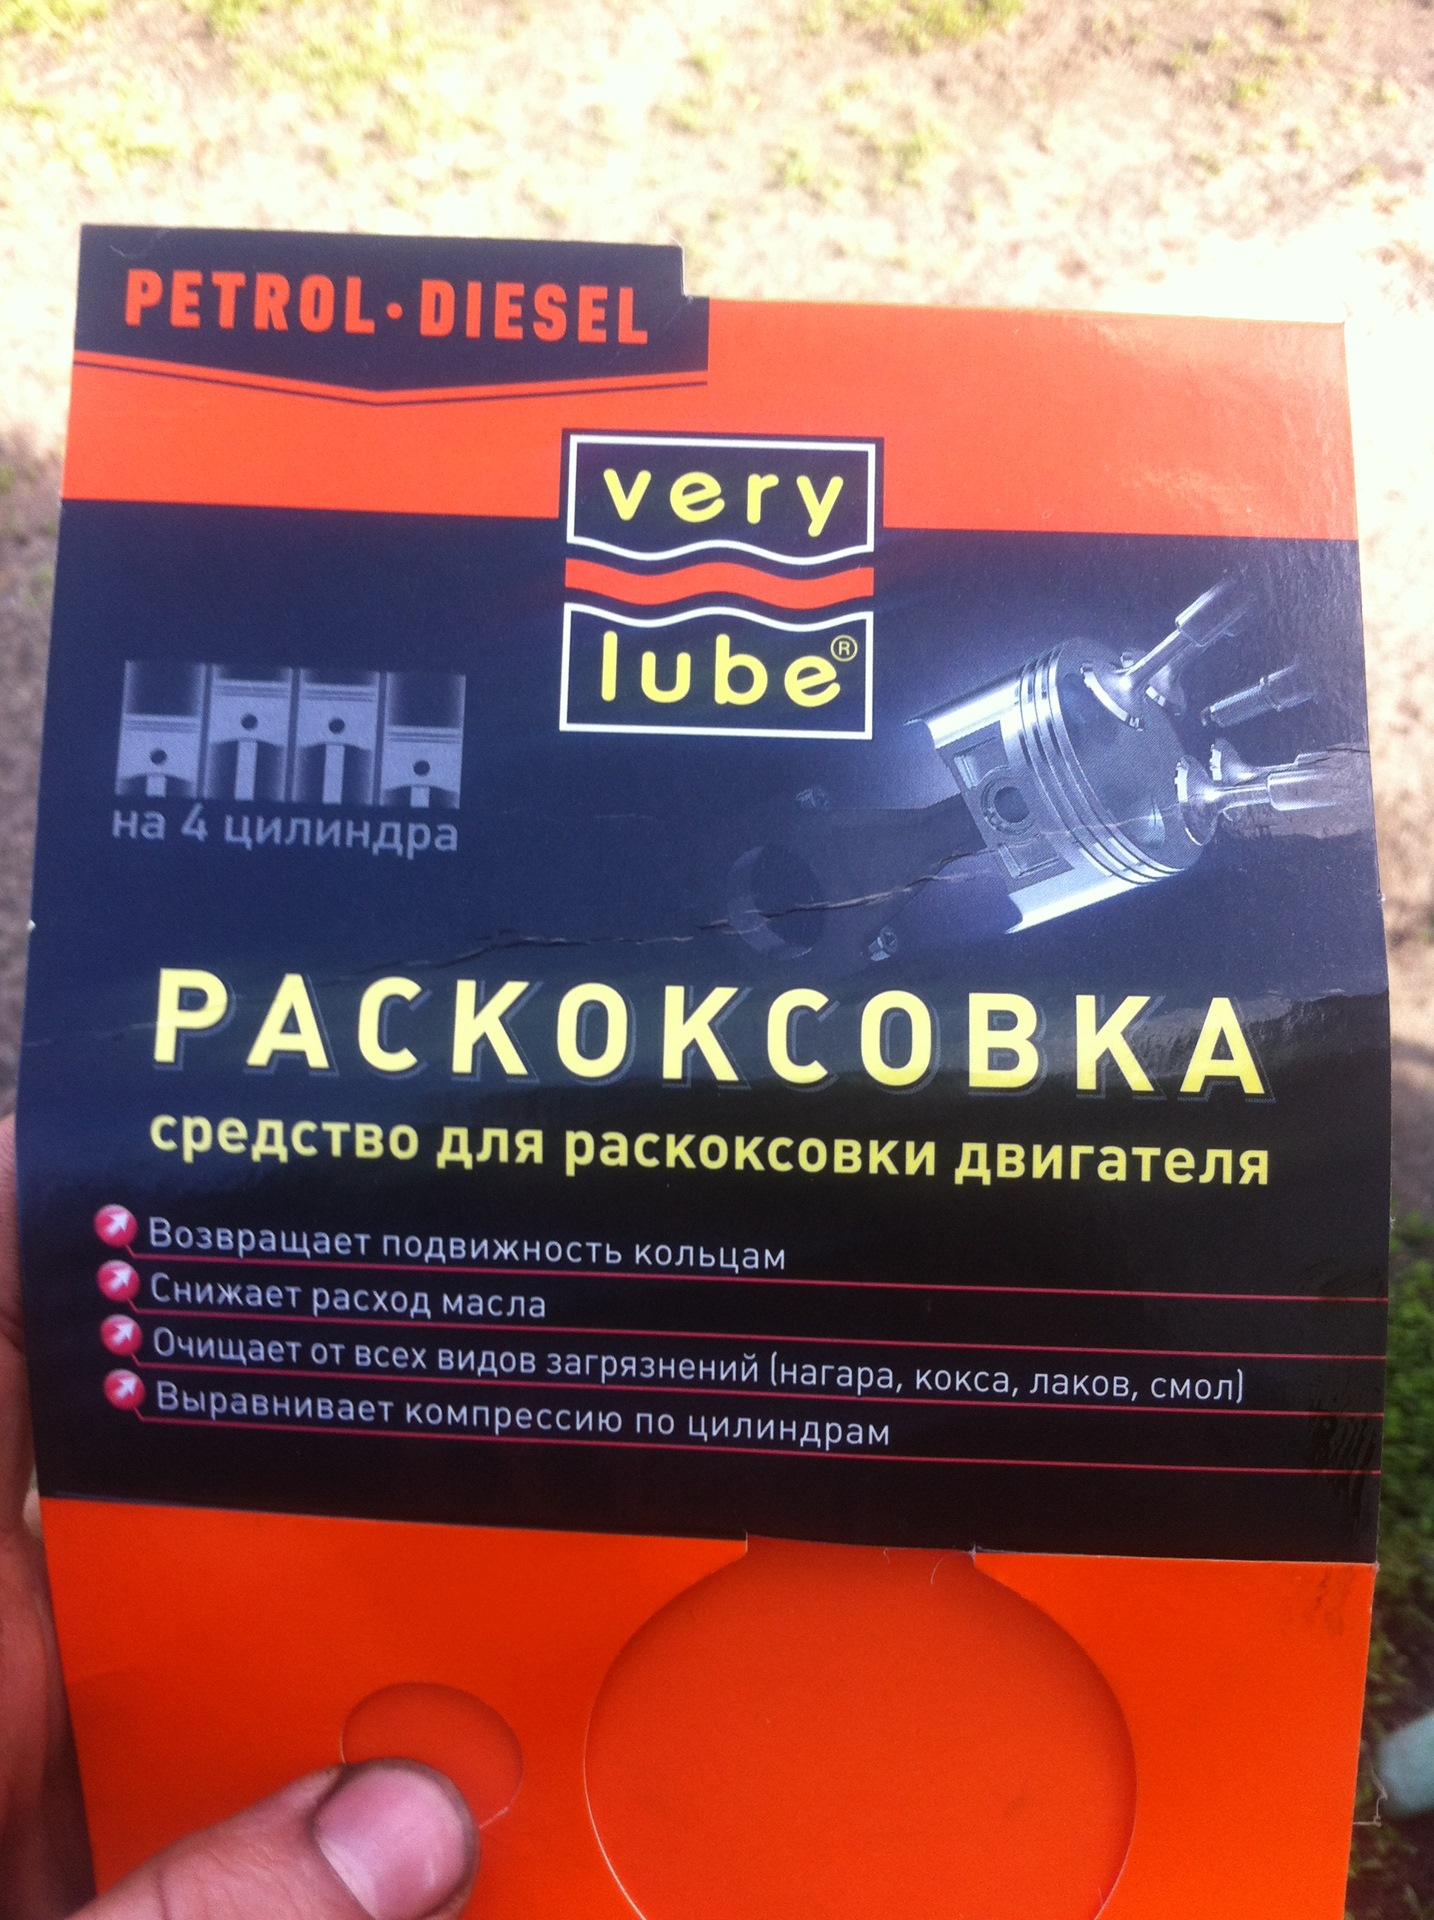 PETROL·DIESEL
very
lube®
на 4 цилиндра
РАСКОКСОВКА
средство для раскоксовки двигателя
Возвращает подвижность кольцам
Снижает расход масла
Очищает от всех видов загрязнений (нагара, кокса, лаков, смол)
Выравнивает компрессию по цилиндрам